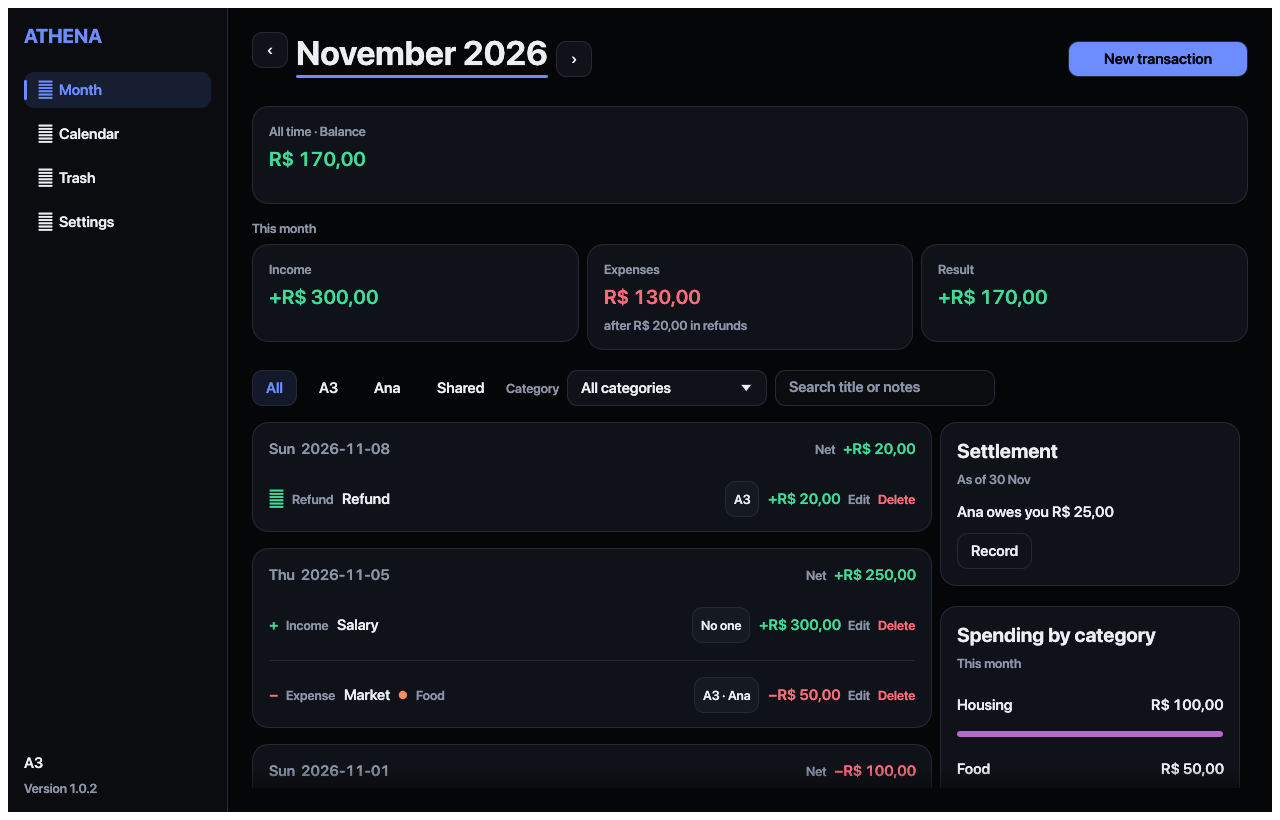 ATHENA
Month
Calendar
Trash
Settings
A3
Version 1.0.2
‹ November 2026 ›
New transaction
All time · Balance
R$ 170,00
This month
Income
+R$ 300,00
Expenses
R$ 130,00
after R$ 20,00 in refunds
Result
+R$ 170,00
All A3 Ana Shared Category All categories Search title or notes
Sun 2026-11-08 Net +R$ 20,00
Refund Refund A3 +R$ 20,00 Edit Delete
Thu 2026-11-05 Net +R$ 250,00
+ Income Salary No one +R$ 300,00 Edit Delete
− Expense Market Food A3 · Ana −R$ 50,00 Edit Delete
Sun 2026-11-01 Net −R$ 100,00
Settlement
As of 30 Nov
Ana owes you R$ 25,00
Record
Spending by category
This month
Housing R$ 100,00
Food R$ 50,00